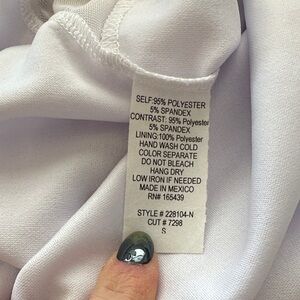 SELF:95% POLYESTER
5% SPANDEX
CONTRAST: 95% Polyester
5% SPANDEX
LINING:100% Polyester
HAND WASH COLD
COLOR SEPARATE
DO NOT BLEACH
HANG DRY
LOW IRON IF NEEDED
MADE IN MEXICO
RN# 165439
STYLE # 228104-N
CUT # 7298
S